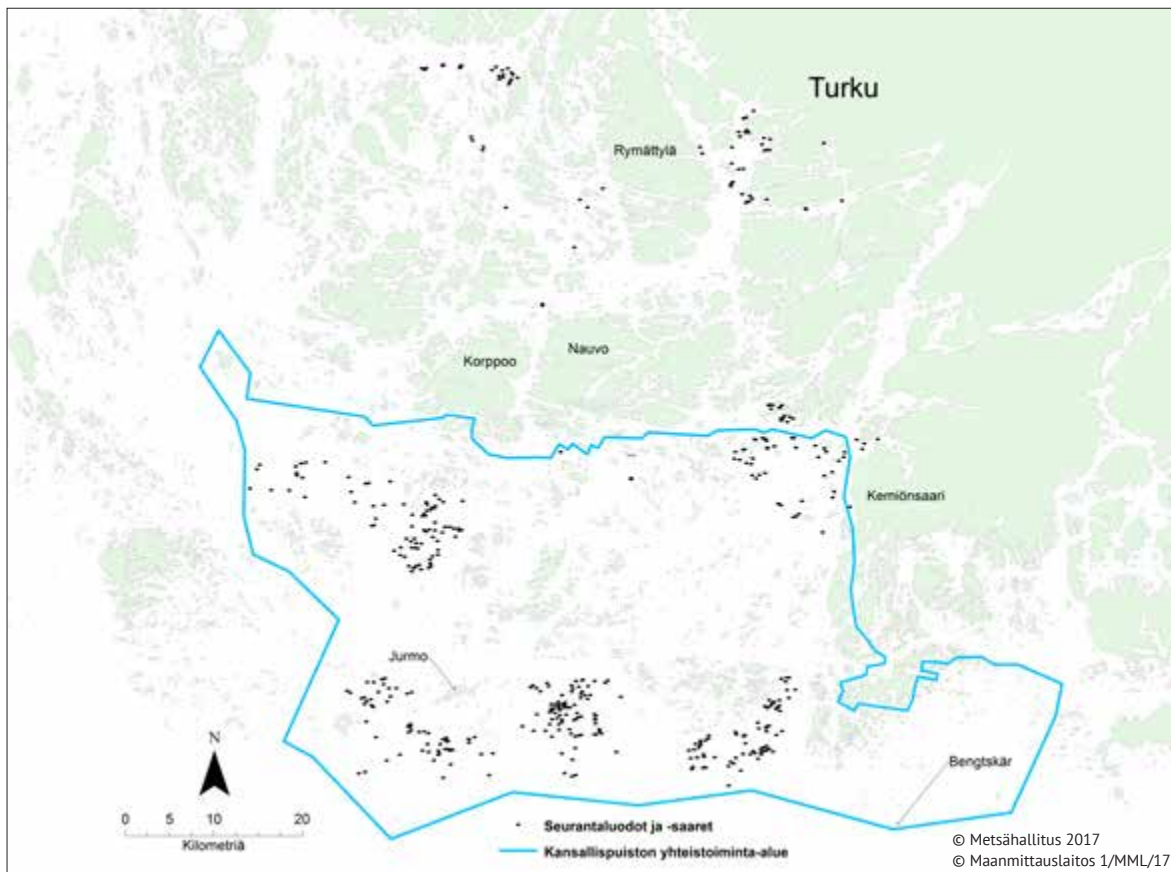 Turku
Rymättylä
Nauvo
Korppoo
Kemiönsaari
Jurmo
N
Bengtskär
0 5 10 20
Kilometriä
Seurantaluodot ja -saaret
Kansallispuiston yhteistoiminta-alue
© Metsähallitus 2017
© Maanmittauslaitos 1/MML/17